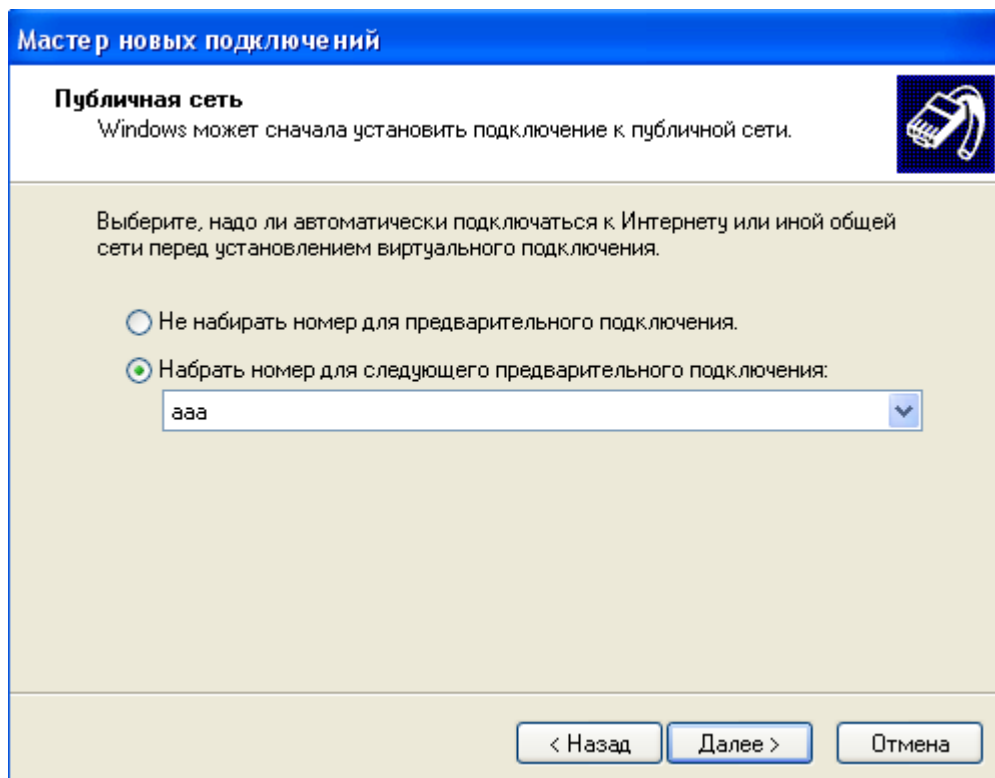 Мастер новых подключений
Публичная сеть
Windows может сначала установить подключение к публичной сети.
Выберите, надо ли автоматически подключаться к Интернету или иной общей
сети перед установлением виртуального подключения.
Не набирать номер для предварительного подключения.
Набрать номер для следующего предварительного подключения:
ааа
< Назад
Далее >
Отмена